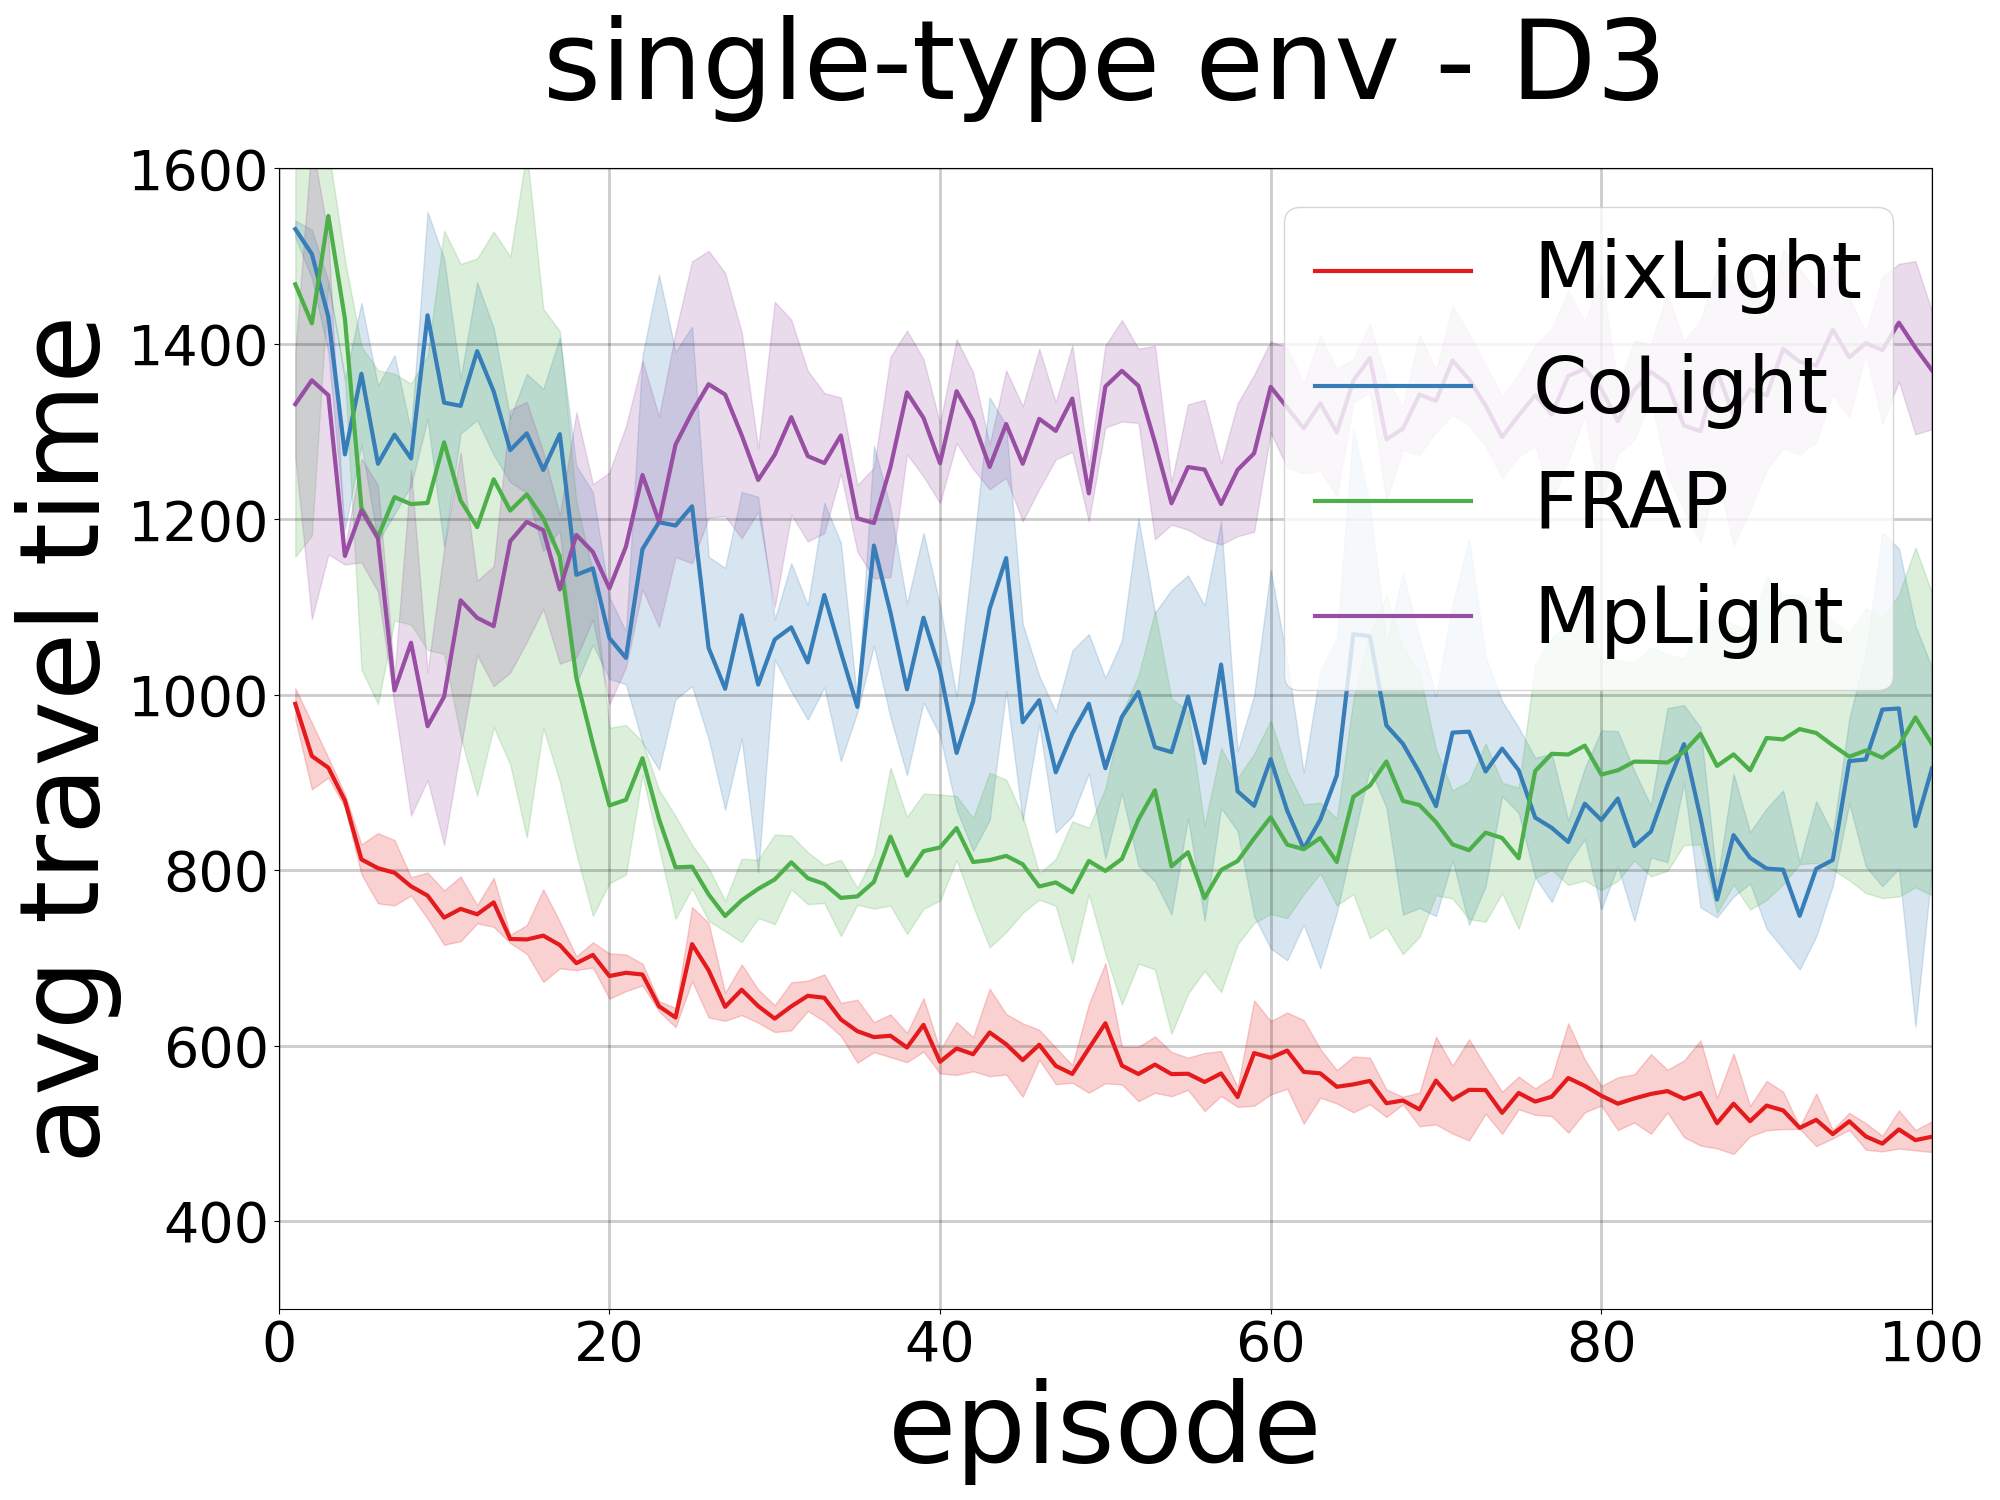 single-type env - D3
avg travel time
1600
1400
1200
1000
800
600
400
0 20 40 60 80 100
episode
MixLight
CoLight
FRAP
MpLight